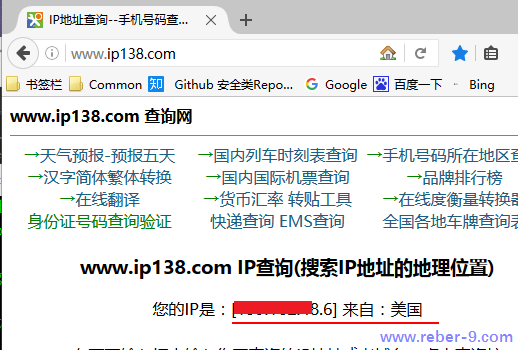 IP地址查询--手机号码查...
www.ip138.com
书签栏 Common 知 Github 安全类Repo... Google 百度一下 Bing
www.ip138.com 查询网
→天气预报-预报五天 →国内列车时刻表查询 →手机号码所在地区查
→汉字简体繁体转换 →国内国际机票查询 →品牌排行榜
→在线翻译 →货币汇率 转贴工具 →在线度衡量转换器
身份证号码查询验证 快递查询 EMS查询 全国各地车牌查询表
www.ip138.com IP查询(搜索IP地址的地理位置)
您的IP是：[ 8.6] 来自：美国
www.reber-9.com